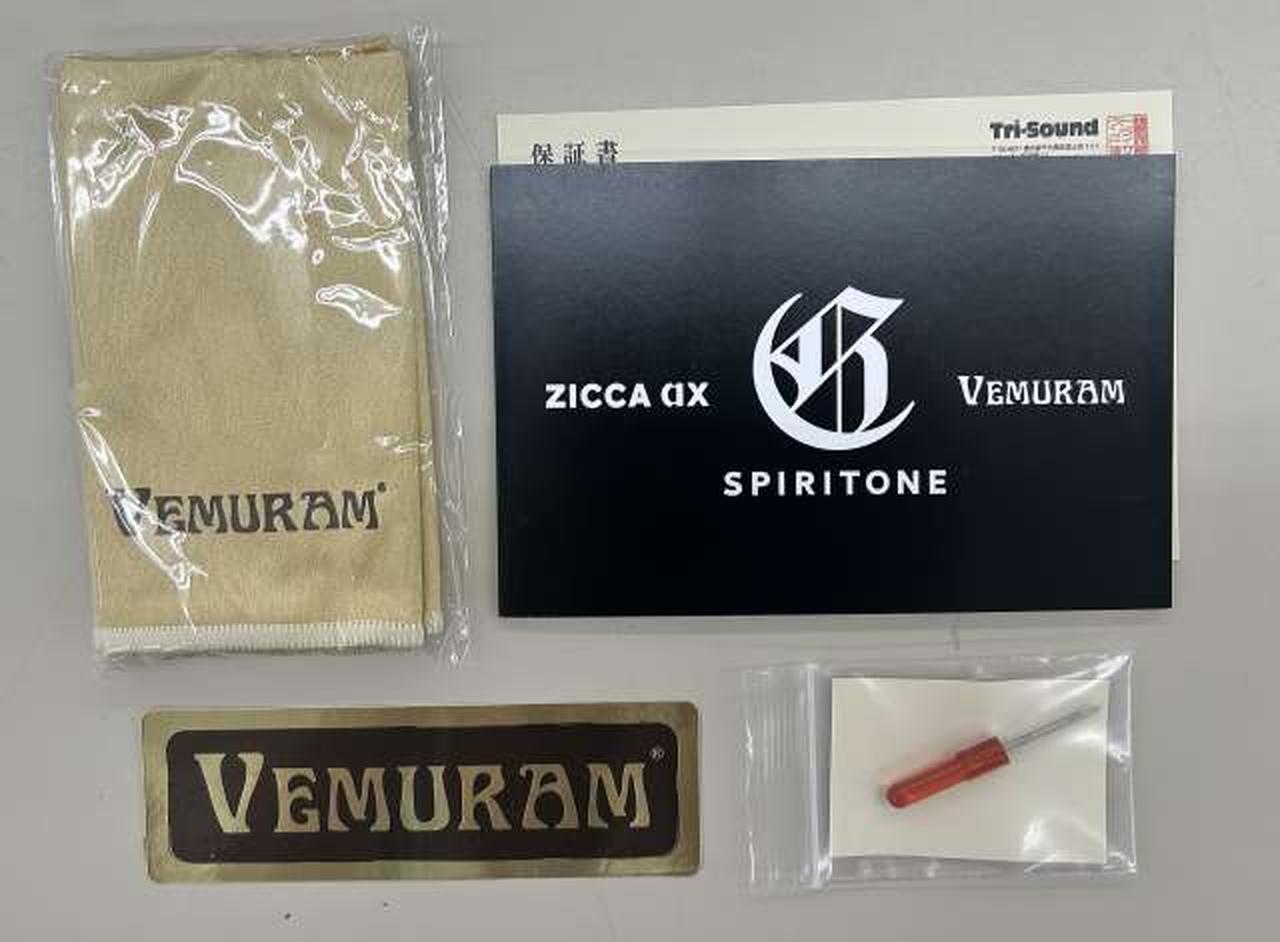 保証書
Tri-Sound
ZICCA ax
VEMURAM
SPIRITONE
VEMURAM
VEMURAM®